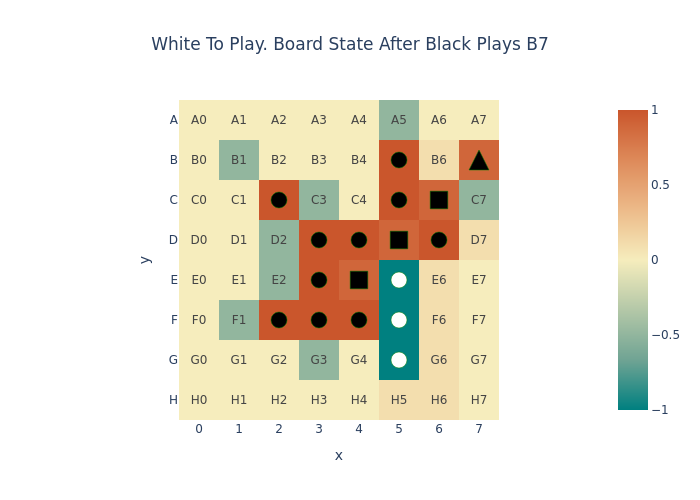 White To Play. Board State After Black Plays B7
A A0 A1 A2 A3 A4 A5 A6 A7
B B0 B1 B2 B3 B4 B6
C C0 C1 C3 C4 C7
D D0 D1 D2 D7
E E0 E1 E2 E6 E7
F F0 F1 F6 F7
G G0 G1 G2 G3 G4 G6 G7
H H0 H1 H2 H3 H4 H5 H6 H7
0 1 2 3 4 5 6 7
x
y
1
0.5
0
−0.5
−1